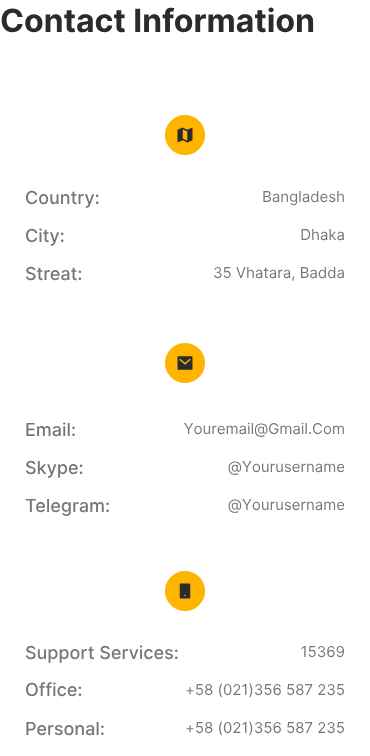 Contact Information
Country: Bangladesh
City: Dhaka
Streat: 35 Vhatara, Badda
Email: Youremail@Gmail.Com
Skype: @Yourusername
Telegram: @Yourusername
Support Services: 15369
Office: +58 (021)356 587 235
Personal: +58 (021)356 587 235